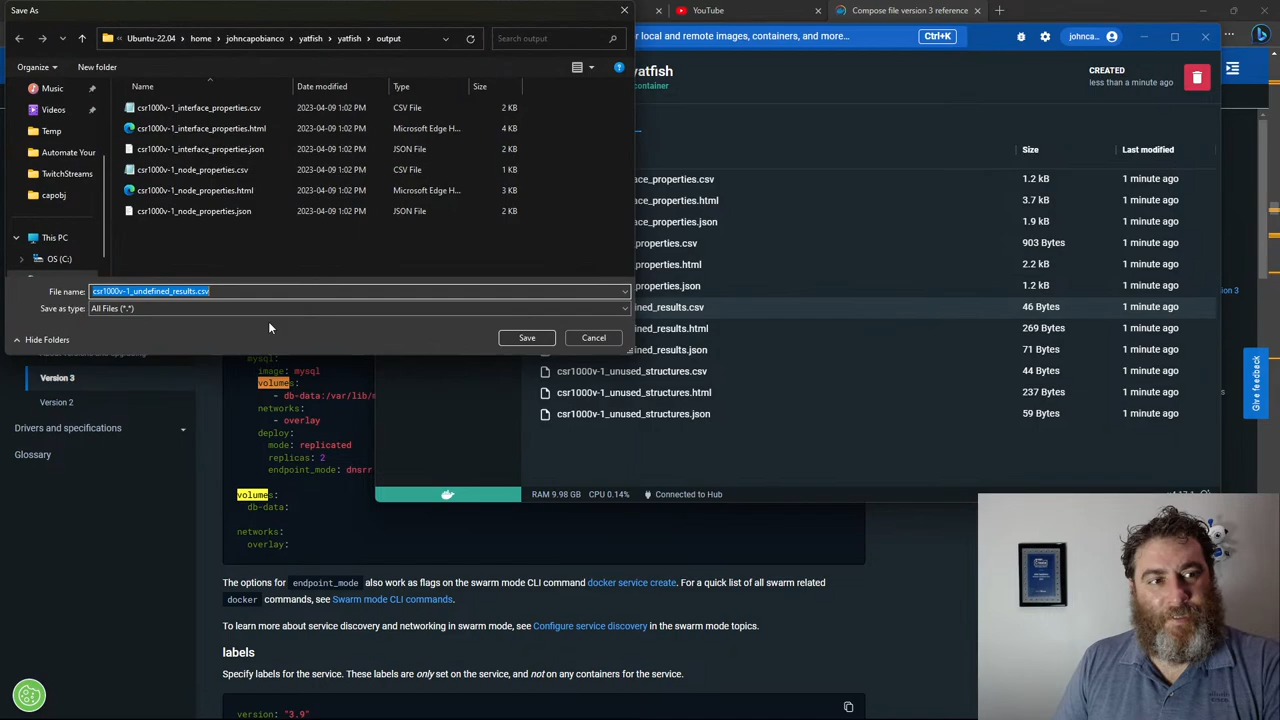 Save As
YouTube
Compose file version 3 reference
Ubuntu-22.04 > home > johncapobianco > yatfish > yatfish > output
Search output
for local and remote images, containers, and more...
Ctrl+K
johnca...
Organize
New folder
Name
Date modified
Type
Size
Music
Videos
Temp
Automate Your
TwitchStreams
capobj
This PC
OS (C:)
csr1000v-1_interface_properties.csv 2023-04-09 1:02 PM CSV File 2 KB
csr1000v-1_interface_properties.html 2023-04-09 1:02 PM Microsoft Edge H... 4 KB
csr1000v-1_interface_properties.json 2023-04-09 1:02 PM JSON File 2 KB
csr1000v-1_node_properties.csv 2023-04-09 1:02 PM CSV File 1 KB
csr1000v-1_node_properties.html 2023-04-09 1:02 PM Microsoft Edge H... 3 KB
csr1000v-1_node_properties.json 2023-04-09 1:02 PM JSON File 2 KB
File name: csr1000v-1_undefined_results.csv
Save as type: All Files (*.*)
Hide Folders
Save
Cancel
yatfish
container
CREATED
less than a minute ago
Size
Last modified
ace_properties.csv 1.2 kB 1 minute ago
ace_properties.html 3.7 kB 1 minute ago
ace_properties.json 1.9 kB 1 minute ago
properties.csv 903 Bytes 1 minute ago
properties.html 2.6 kB 1 minute ago
properties.json 1.2 kB 1 minute ago
ined_results.csv 46 Bytes 1 minute ago
ined_results.html 269 Bytes 1 minute ago
ined_results.json 71 Bytes 1 minute ago
csr1000v-1_unused_structures.csv 44 Bytes 1 minute ago
csr1000v-1_unused_structures.html 237 Bytes 1 minute ago
csr1000v-1_unused_structures.json 59 Bytes 1 minute ago
RAM 9.98 GB CPU 0.14% Connected to Hub
Version 3
Version 2
Drivers and specifications
Glossary
mysql:
image: mysql
volumes:
- db-data:/var/lib/m
networks:
- overlay
deploy:
mode: replicated
replicas: 2
endpoint_mode: dnsrr
volumes:
db-data:
networks:
overlay:
ion 3
Give feedback
The options for endpoint_mode also work as flags on the swarm mode CLI command docker service create. For a quick list of all swarm related
docker commands, see Swarm mode CLI commands.
To learn more about service discovery and networking in swarm mode, see Configure service discovery in the swarm mode topics.
labels
Specify labels for the service. These labels are only set on the service, and not on any containers for the service.
version: "3.9"